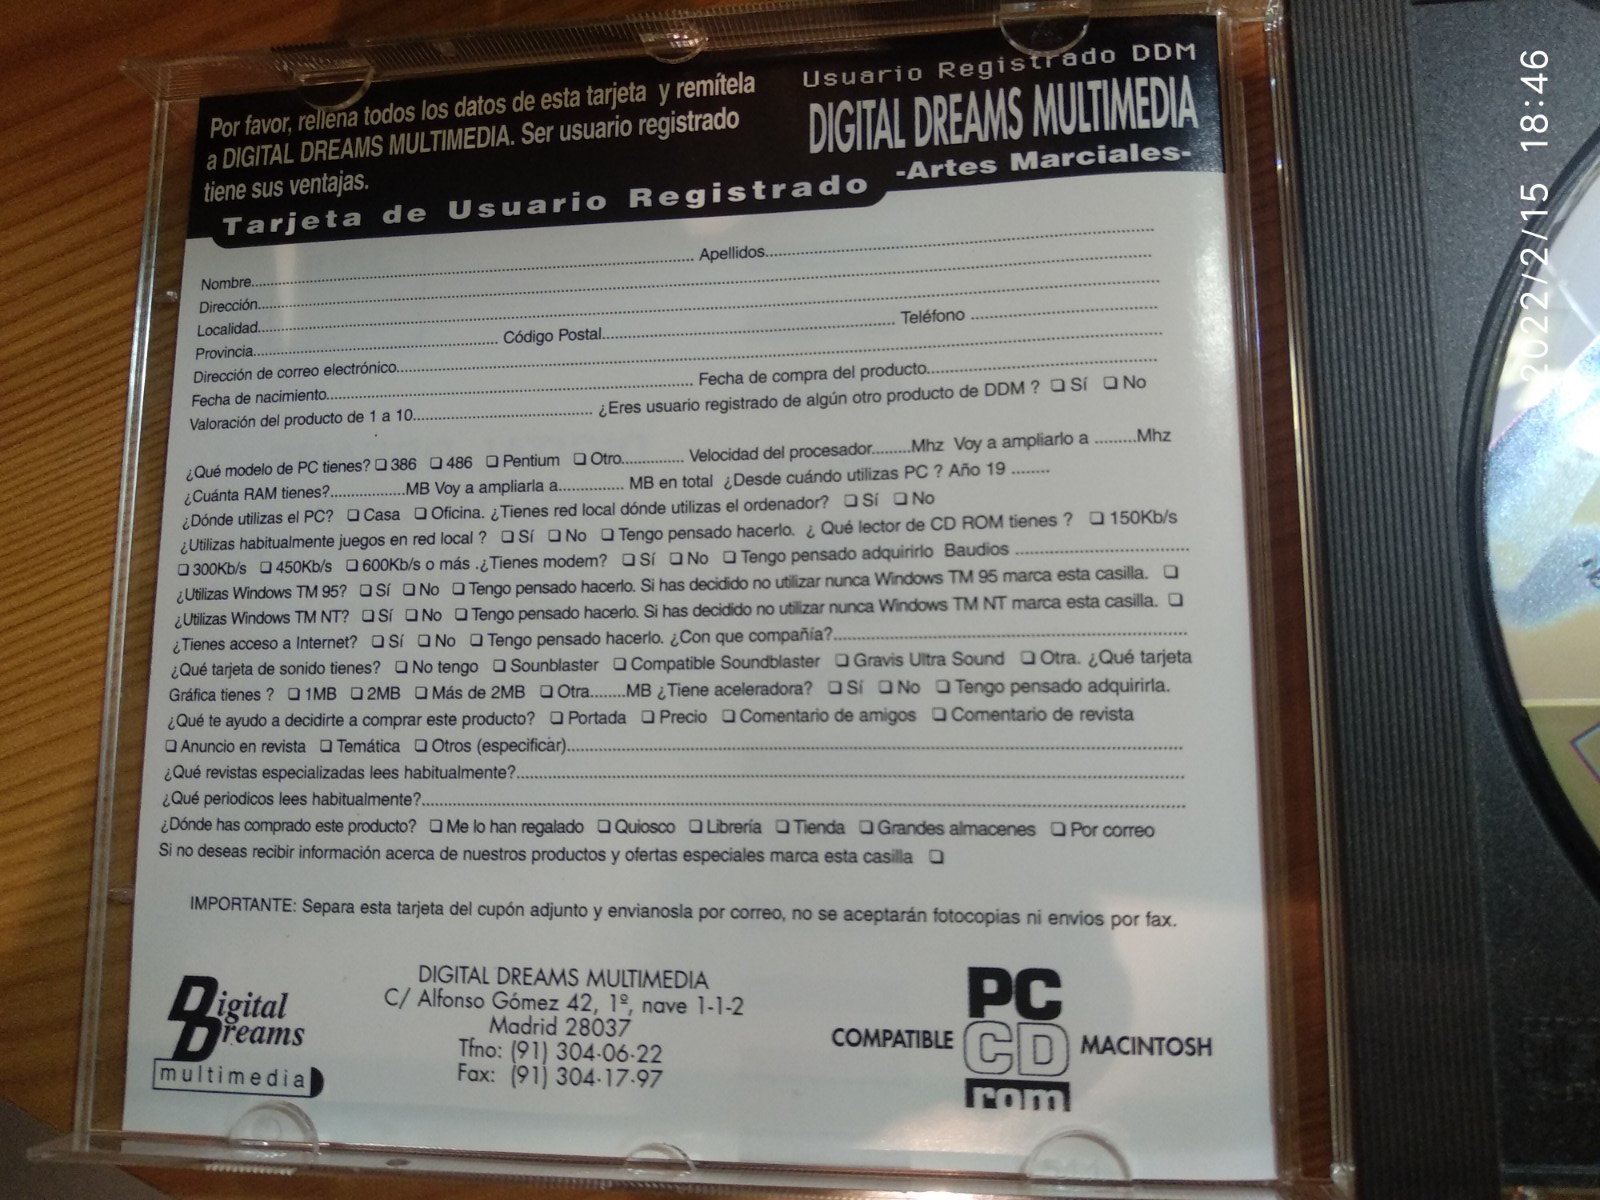 Por favor, rellena todos los datos de esta tarjeta y remítela
a DIGITAL DREAMS MULTIMEDIA. Ser usuario registrado
tiene sus ventajas.
Usuario Registrado DDM
DIGITAL DREAMS MULTIMEDIA
-Artes Marciales-
Tarjeta de Usuario Registrado
Nombre.......... Apellidos..........
Dirección..........
Localidad..........
Provincia.......... Código Postal.......... Teléfono ..........
Dirección de correo electrónico..........
Fecha de nacimiento.......... Fecha de compra del producto..........
Valoración del producto de 1 a 10.......... ¿Eres usuario registrado de algún otro producto de DDM ? ❏ Sí ❏ No
¿Qué modelo de PC tienes? ❏ 386 ❏ 486 ❏ Pentium ❏ Otro.......... Velocidad del procesador.........Mhz Voy a ampliarlo a .........Mhz
¿Cuánta RAM tienes?..........MB Voy a ampliarla a.......... MB en total ¿Desde cuándo utilizas PC ? Año 19 .........
¿Dónde utilizas el PC? ❏ Casa ❏ Oficina. ¿Tienes red local dónde utilizas el ordenador? ❏ Sí ❏ No
¿Utilizas habitualmente juegos en red local ? ❏ Sí ❏ No ❏ Tengo pensado hacerlo. ¿ Qué lector de CD ROM tienes ? ❏ 150Kb/s
❏ 300Kb/s ❏ 450Kb/s ❏ 600Kb/s o más .¿Tienes modem? ❏ Sí ❏ No ❏ Tengo pensado adquirirlo Baudios ..........
¿Utilizas Windows TM 95? ❏ Sí ❏ No ❏ Tengo pensado hacerlo. Si has decidido no utilizar nunca Windows TM 95 marca esta casilla. ❏
¿Utilizas Windows TM NT? ❏ Sí ❏ No ❏ Tengo pensado hacerlo. Si has decidido no utilizar nunca Windows TM NT marca esta casilla. ❏
¿Tienes acceso a Internet? ❏ Sí ❏ No ❏ Tengo pensado hacerlo. ¿Con que compañía?..........
¿Qué tarjeta de sonido tienes? ❏ No tengo ❏ Sounblaster ❏ Compatible Soundblaster ❏ Gravis Ultra Sound ❏ Otra. ¿Qué tarjeta
Gráfica tienes ? ❏ 1MB ❏ 2MB ❏ Más de 2MB ❏ Otra........MB ¿Tiene aceleradora? ❏ Sí ❏ No ❏ Tengo pensado adquirirla.
¿Qué te ayudo a decidirte a comprar este producto? ❏ Portada ❏ Precio ❏ Comentario de amigos ❏ Comentario de revista
❏ Anuncio en revista ❏ Temática ❏ Otros (especificar)..........
¿Qué revistas especializadas lees habitualmente?..........
¿Qué periodicos lees habitualmente?..........
¿Dónde has comprado este producto? ❏ Me lo han regalado ❏ Quiosco ❏ Librería ❏ Tienda ❏ Grandes almacenes ❏ Por correo
Si no deseas recibir información acerca de nuestros productos y ofertas especiales marca esta casilla ❏
IMPORTANTE: Separa esta tarjeta del cupón adjunto y envianosla por correo, no se aceptarán fotocopias ni envios por fax.
Digital
Dreams
multimedia
DIGITAL DREAMS MULTIMEDIA
C/ Alfonso Gómez 42, 1º, nave 1-1-2
Madrid 28037
Tfno: (91) 304-06-22
Fax: (91) 304-17-97
PC
COMPATIBLE CD MACINTOSH
rom
2022/2/15 18:46